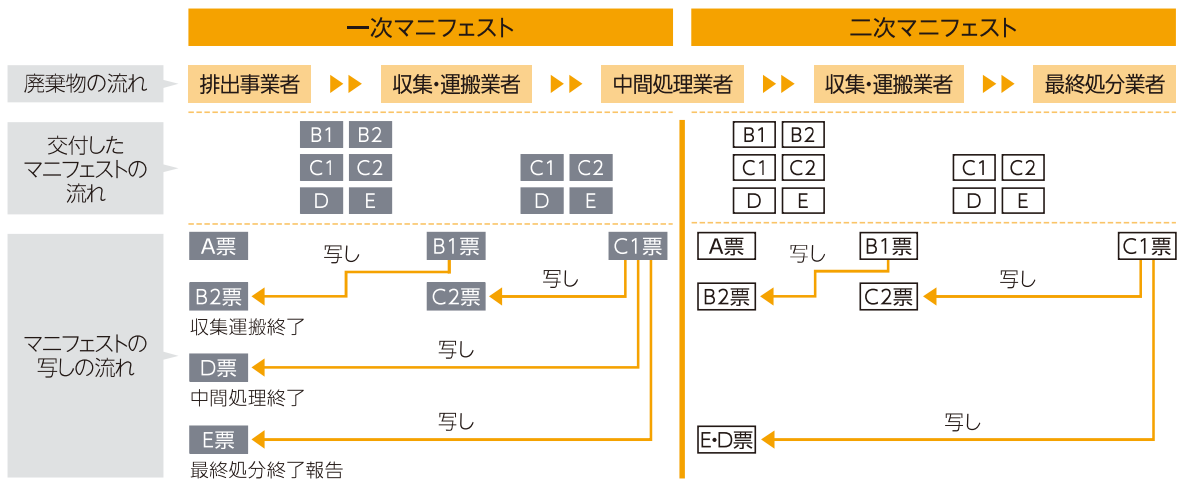 一次マニフェスト
二次マニフェスト
廃棄物の流れ
排出事業者
収集・運搬業者
中間処理業者
収集・運搬業者
最終処分業者
交付した
マニフェストの
流れ
B1 B2
C1 C2
D E
C1 C2
D E
B1 B2
C1 C2
D E
C1 C2
D E
マニフェストの
写しの流れ
A票
写し
B1票
C1票
B2票
写し
C2票
収集運搬終了
D票
写し
中間処理終了
E票
写し
最終処分終了報告
A票
写し
B1票
C1票
B2票
C2票
写し
E・D票
写し